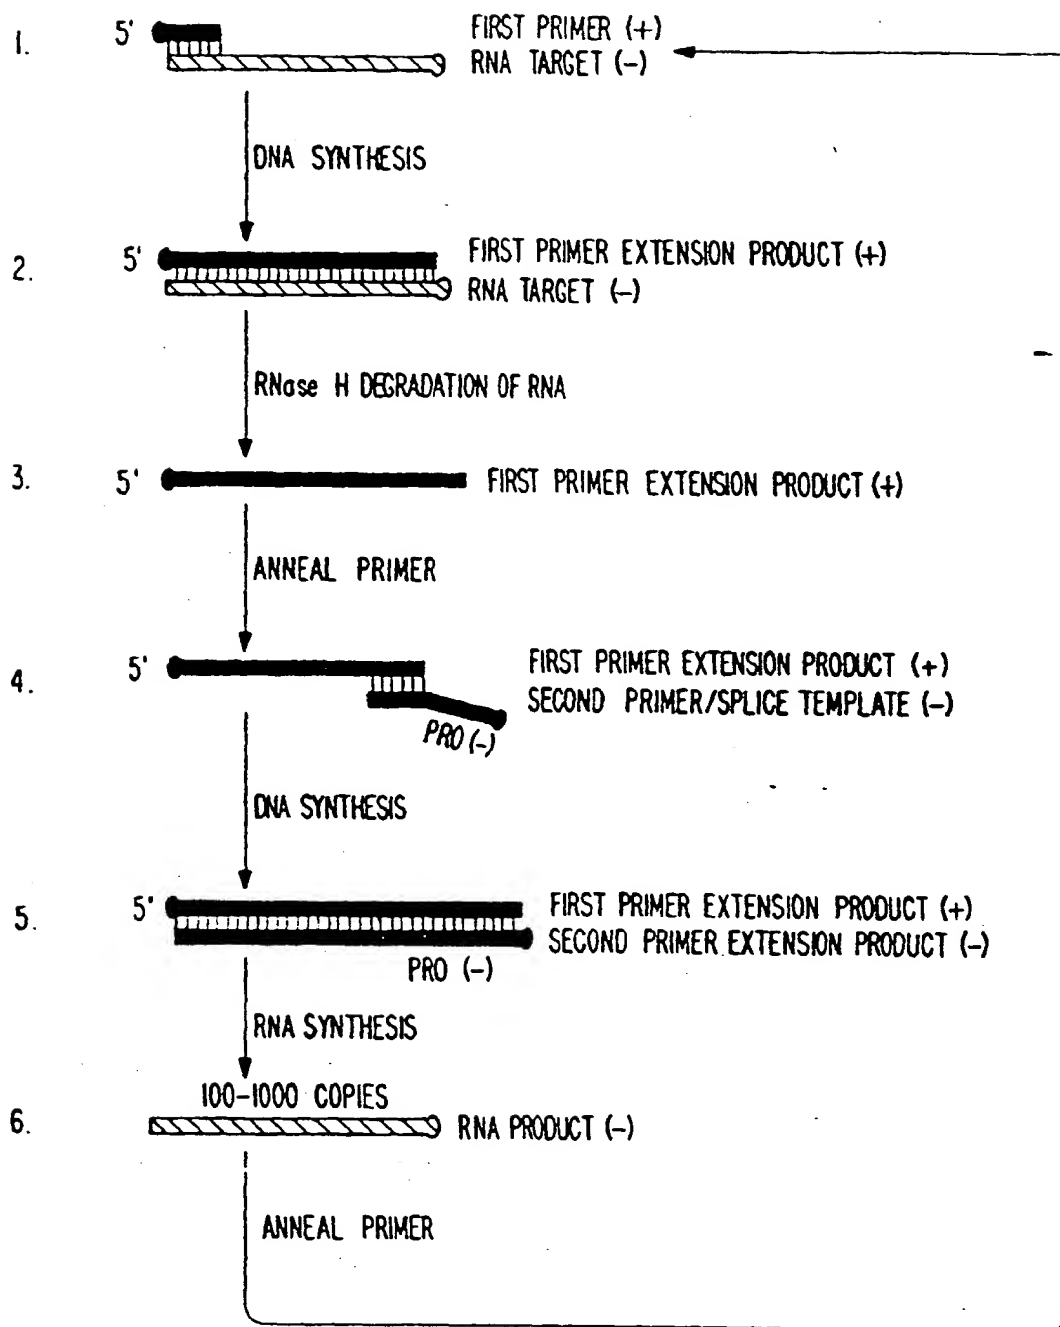 1.
5'
FIRST PRIMER (+)
RNA TARGET (-)
DNA SYNTHESIS
2.
5'
FIRST PRIMER EXTENSION PRODUCT (+)
RNA TARGET (-)
RNase H DEGRADATION OF RNA
3.
5'
FIRST PRIMER EXTENSION PRODUCT (+)
ANNEAL PRIMER
4.
5'
FIRST PRIMER EXTENSION PRODUCT (+)
SECOND PRIMER/SPLICE TEMPLATE (-)
PRO (-)
DNA SYNTHESIS
5.
5'
FIRST PRIMER EXTENSION PRODUCT (+)
SECOND PRIMER EXTENSION PRODUCT (-)
PRO (-)
RNA SYNTHESIS
100-1000 COPIES
6.
RNA PRODUCT (-)
ANNEAL PRIMER